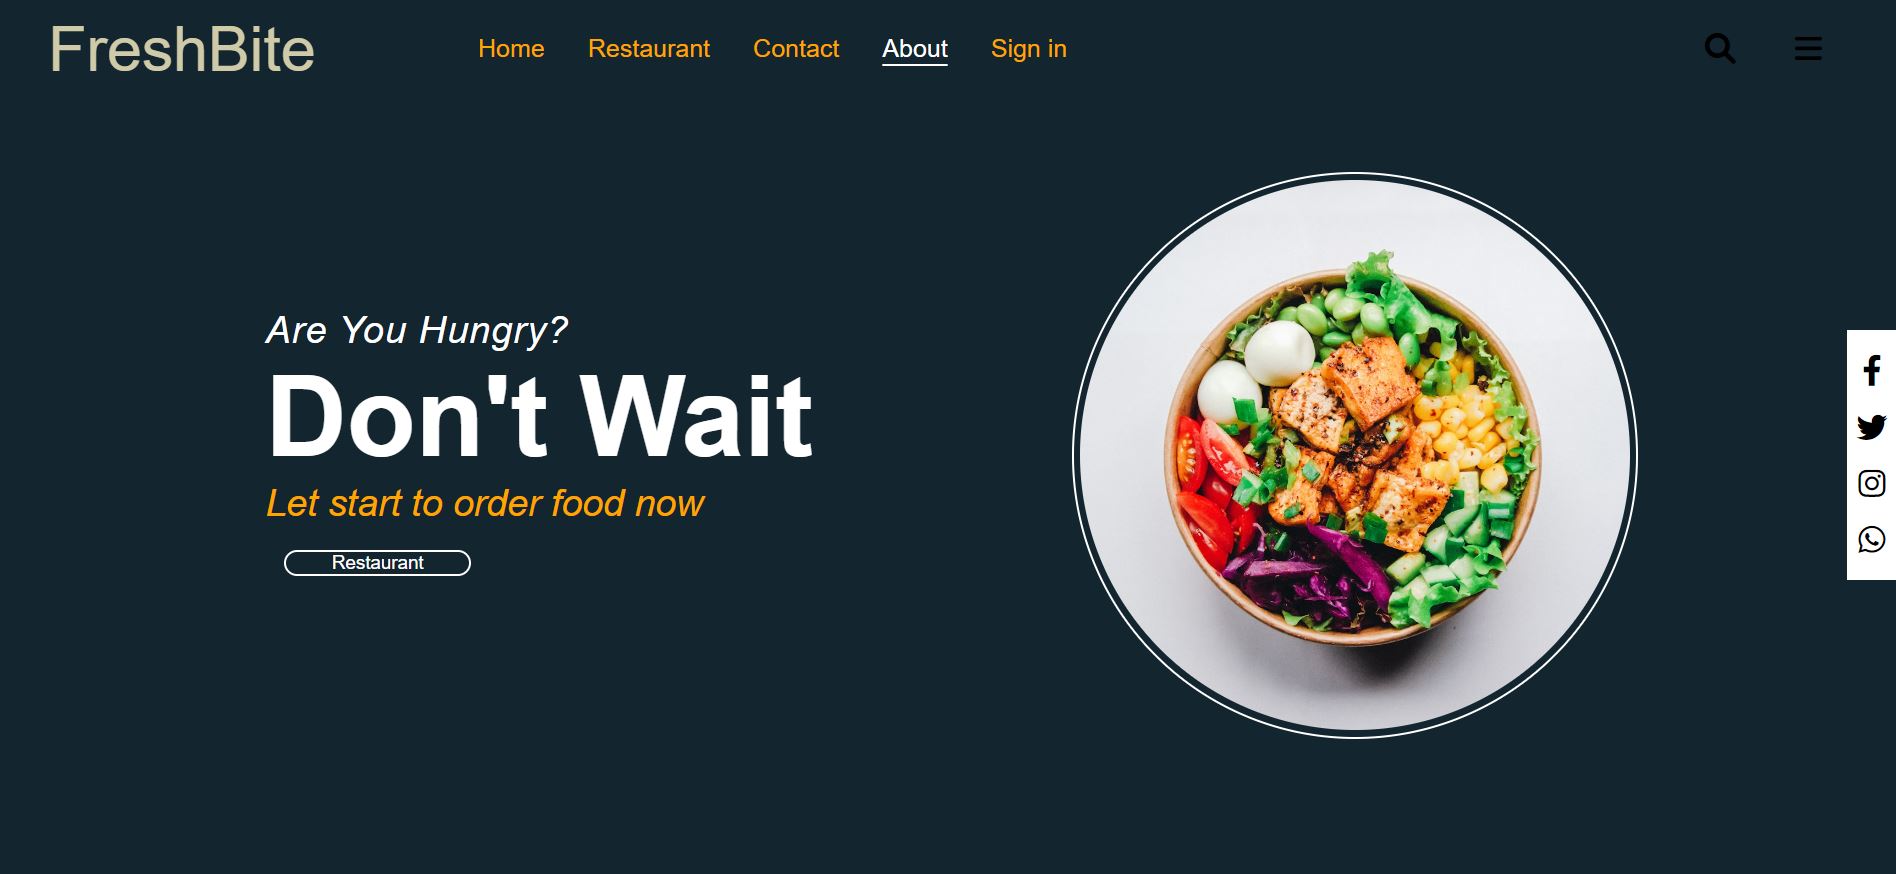 FreshBite
Home Restaurant Contact About Sign in
Are You Hungry?
Don't Wait
Let start to order food now
Restaurant